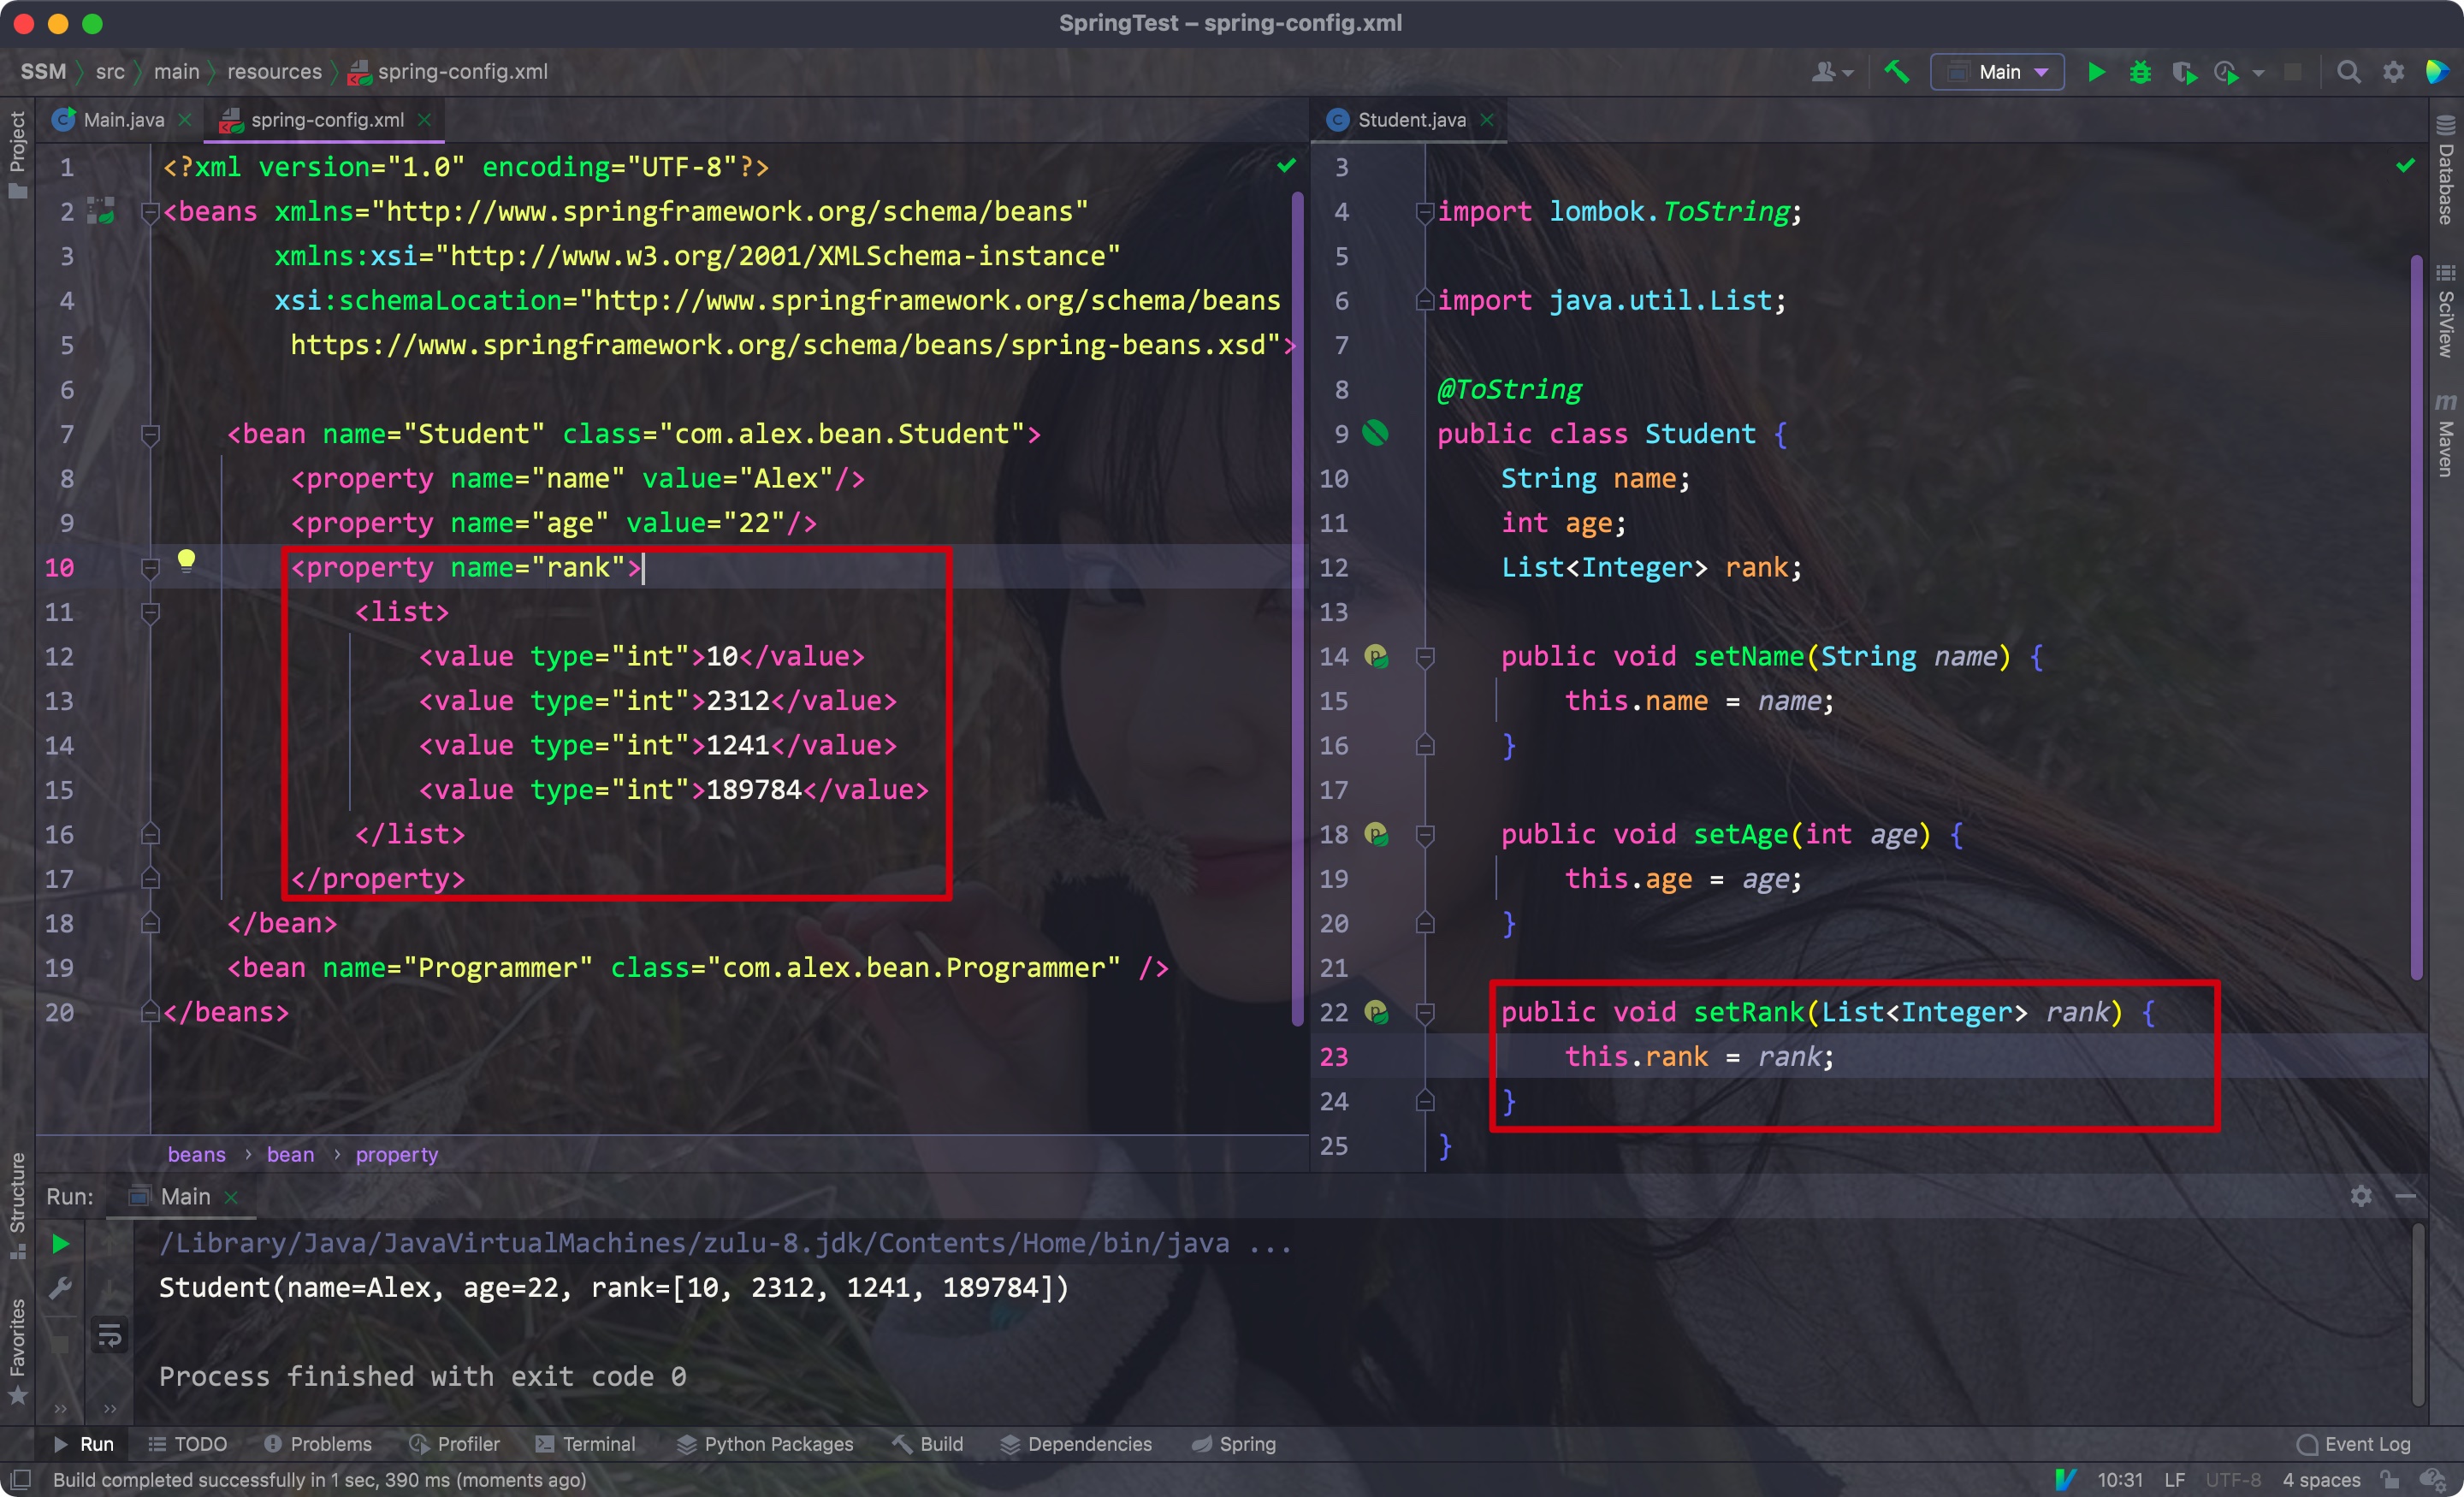 SpringTest – spring-config.xml
SSM src main resources spring-config.xml
Main
Project
Main.java
spring-config.xml
1 <?xml version="1.0" encoding="UTF-8"?>
2 <beans xmlns="http://www.springframework.org/schema/beans"
3 xmlns:xsi="http://www.w3.org/2001/XMLSchema-instance"
4 xsi:schemaLocation="http://www.springframework.org/schema/beans
5 https://www.springframework.org/schema/beans/spring-beans.xsd">
6
7 <bean name="Student" class="com.alex.bean.Student">
8 <property name="name" value="Alex"/>
9 <property name="age" value="22"/>
10 <property name="rank">
11 <list>
12 <value type="int">10</value>
13 <value type="int">2312</value>
14 <value type="int">1241</value>
15 <value type="int">189784</value>
16 </list>
17 </property>
18 </bean>
19 <bean name="Programmer" class="com.alex.bean.Programmer" />
20 </beans>
beans › bean › property
Student.java
3
4 import lombok.ToString;
5
6 import java.util.List;
7
8 @ToString
9 public class Student {
10 String name;
11 int age;
12 List<Integer> rank;
13
14 public void setName(String name) {
15 this.name = name;
16 }
17
18 public void setAge(int age) {
19 this.age = age;
20 }
21
22 public void setRank(List<Integer> rank) {
23 this.rank = rank;
24 }
25 }
Database
SciView
Maven
Structure
Favorites
Run: Main
/Library/Java/JavaVirtualMachines/zulu-8.jdk/Contents/Home/bin/java ...
Student(name=Alex, age=22, rank=[10, 2312, 1241, 189784])
Process finished with exit code 0
Run TODO Problems Profiler Terminal Python Packages Build Dependencies Spring Event Log
Build completed successfully in 1 sec, 390 ms (moments ago) 10:31 LF UTF-8 4 spaces